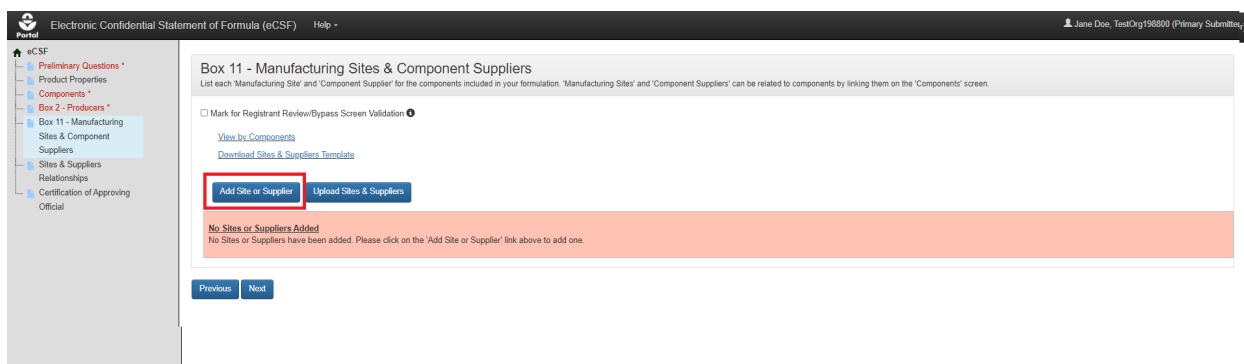 Portal
Electronic Confidential Statement of Formula (eCSF) Help
Jane Doe, TestOrg198800 (Primary Submitter,
eCSF
Preliminary Questions *
Product Properties
Components *
Box 2 - Producers *
Box 11 - Manufacturing
Sites & Component
Suppliers
Sites & Suppliers
Relationships
Certification of Approving
Official
Box 11 - Manufacturing Sites & Component Suppliers
List each 'Manufacturing Site' and 'Component Supplier' for the components included in your formulation. 'Manufacturing Sites' and 'Component Suppliers' can be related to components by linking them on the 'Components' screen.
Mark for Registrant Review/Bypass Screen Validation
View by Components
Download Sites & Suppliers Template
Add Site or Supplier Upload Sites & Suppliers
No Sites or Suppliers Added
No Sites or Suppliers have been added. Please click on the 'Add Site or Supplier' link above to add one.
Previous Next